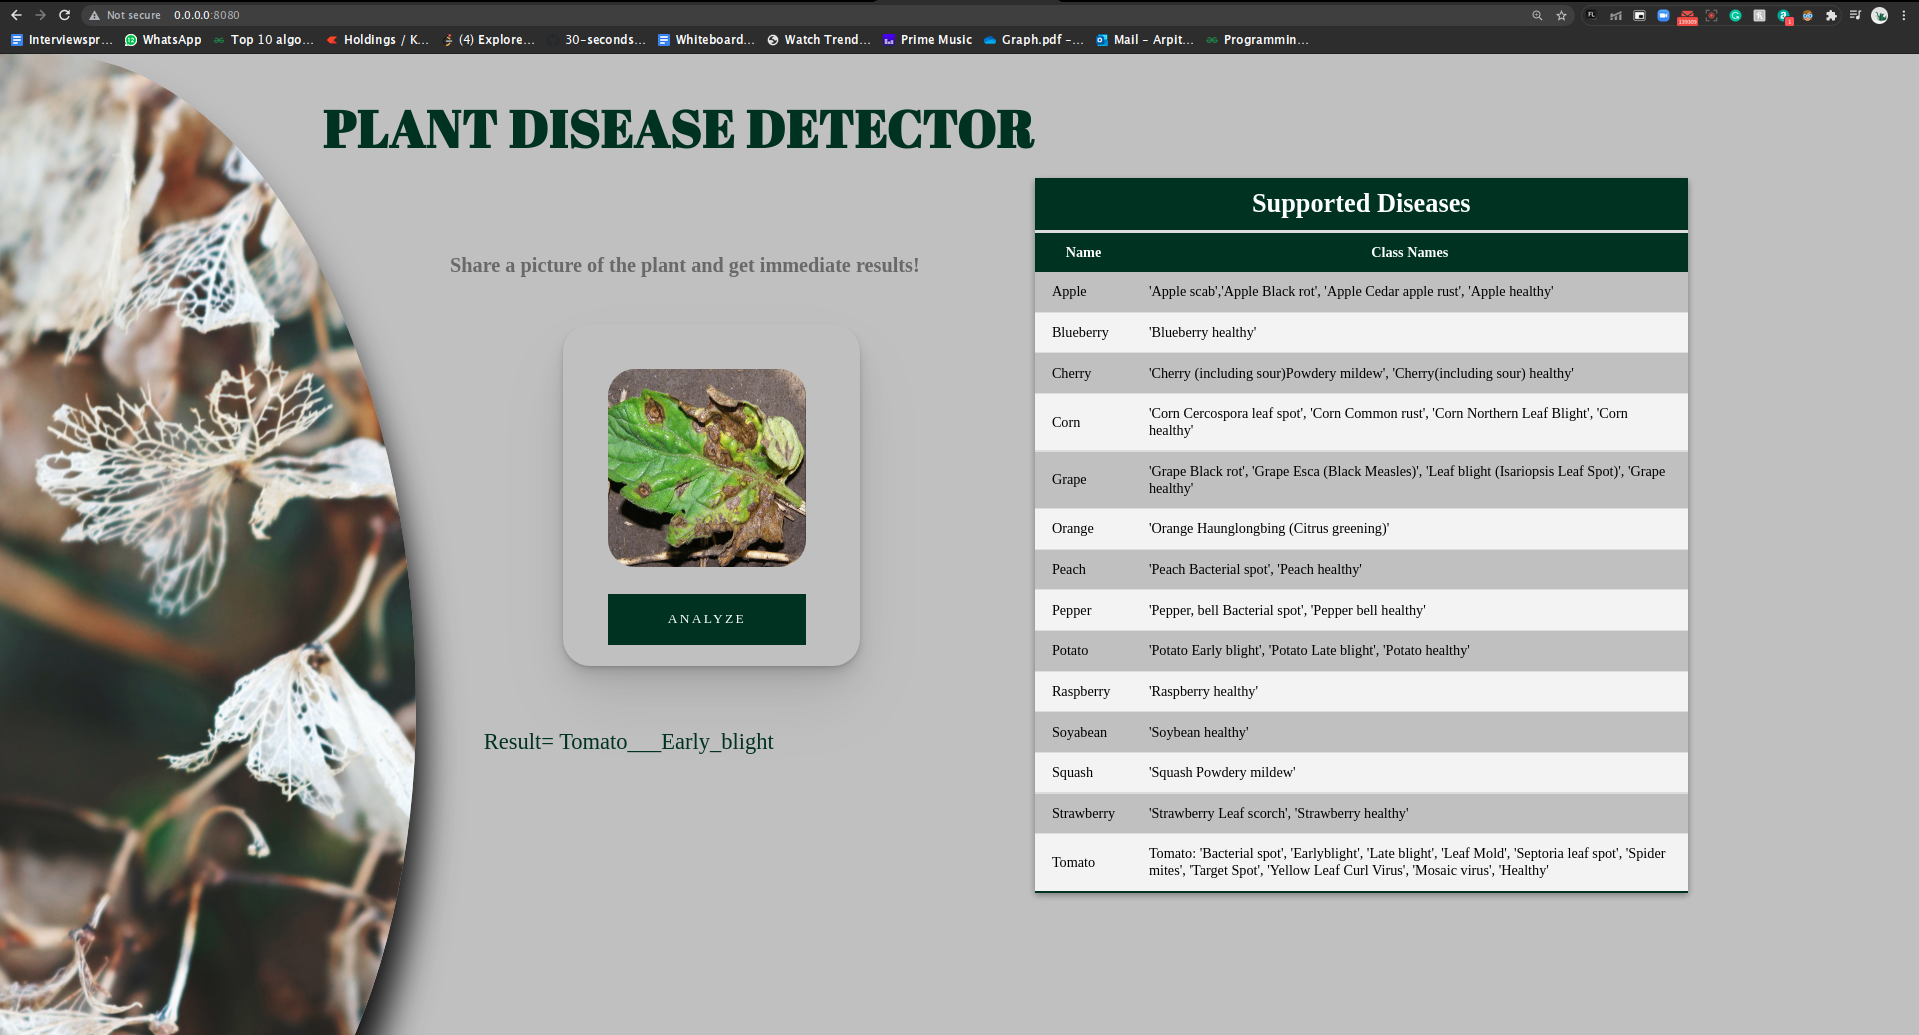 Not secure 0.0.0.0:8080
Interviewspr... WhatsApp Top 10 algo... Holdings / K... (4) Explore... 30-seconds... Whiteboard... Watch Trend... Prime Music Graph.pdf -... Mail - Arpit... Programmin...
PLANT DISEASE DETECTOR
Share a picture of the plant and get immediate results!
ANALYZE
Result= Tomato___Early_blight
Supported Diseases
Name Class Names
Apple 'Apple scab','Apple Black rot', 'Apple Cedar apple rust', 'Apple healthy'
Blueberry 'Blueberry healthy'
Cherry 'Cherry (including sour)Powdery mildew', 'Cherry(including sour) healthy'
Corn 'Corn Cercospora leaf spot', 'Corn Common rust', 'Corn Northern Leaf Blight', 'Corn
healthy'
Grape 'Grape Black rot', 'Grape Esca (Black Measles)', 'Leaf blight (Isariopsis Leaf Spot)', 'Grape
healthy'
Orange 'Orange Haunglongbing (Citrus greening)'
Peach 'Peach Bacterial spot', 'Peach healthy'
Pepper 'Pepper, bell Bacterial spot', 'Pepper bell healthy'
Potato 'Potato Early blight', 'Potato Late blight', 'Potato healthy'
Raspberry 'Raspberry healthy'
Soyabean 'Soybean healthy'
Squash 'Squash Powdery mildew'
Strawberry 'Strawberry Leaf scorch', 'Strawberry healthy'
Tomato Tomato: 'Bacterial spot', 'Earlyblight', 'Late blight', 'Leaf Mold', 'Septoria leaf spot', 'Spider
mites', 'Target Spot', 'Yellow Leaf Curl Virus', 'Mosaic virus', 'Healthy'